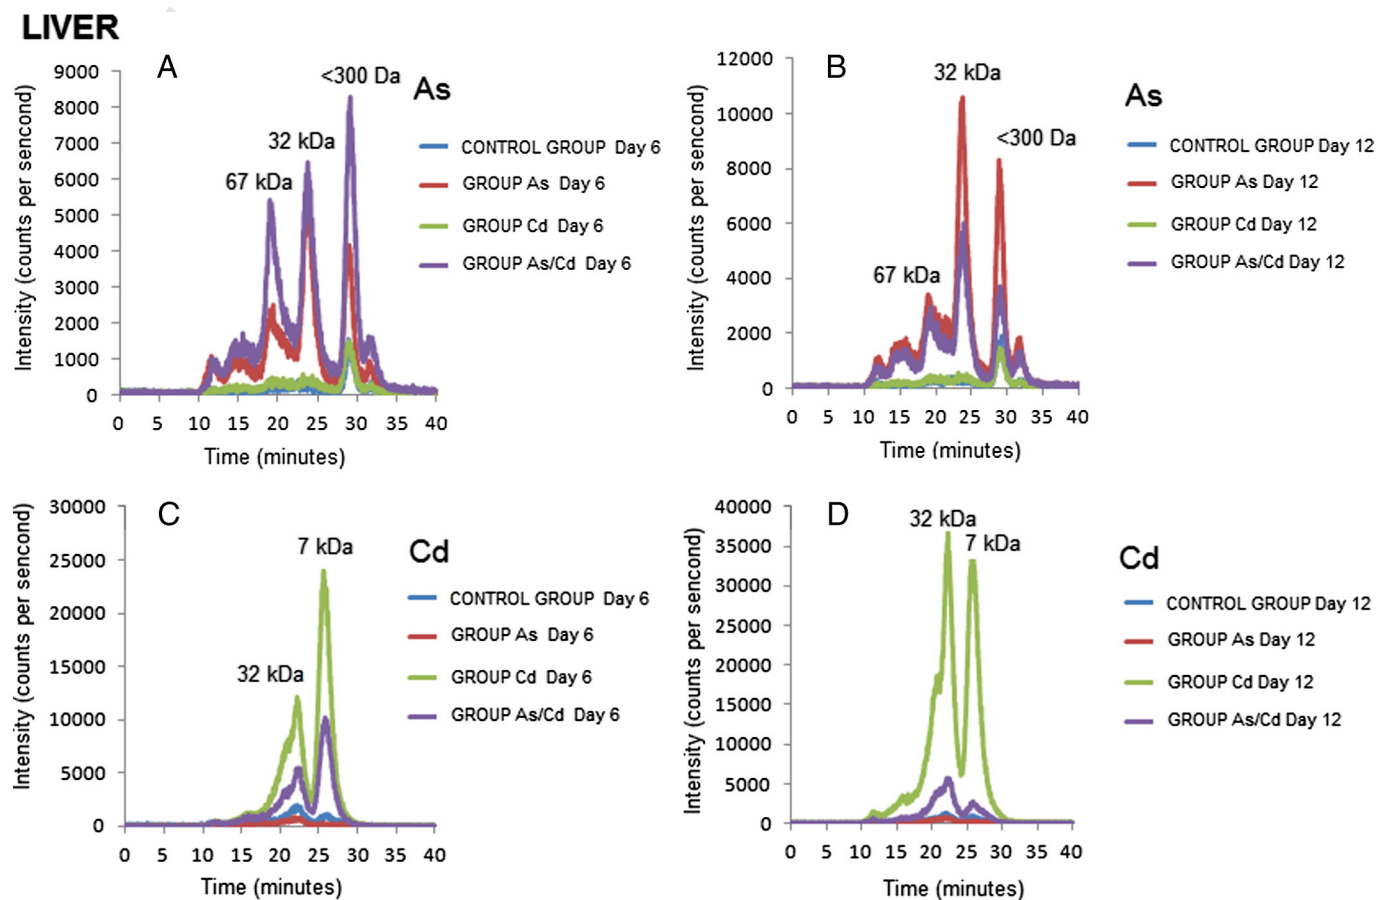 LIVER
A
As
<300 Da
32 kDa
67 kDa
Intensity (counts per sencond)
9000
8000
7000
6000
5000
4000
3000
2000
1000
0
0 5 10 15 20 25 30 35 40
Time (minutes)
CONTROL GROUP Day 6
GROUP As Day 6
GROUP Cd Day 6
GROUP As/Cd Day 6
B
As
32 kDa
<300 Da
67 kDa
Intensity (counts per sencond)
12000
10000
8000
6000
4000
2000
0
0 5 10 15 20 25 30 35 40
Time (minutes)
CONTROL GROUP Day 12
GROUP As Day 12
GROUP Cd Day 12
GROUP As/Cd Day 12
C
Cd
7 kDa
32 kDa
Intensity (counts per sencond)
30000
25000
20000
15000
10000
5000
0
0 5 10 15 20 25 30 35 40
Time (minutes)
CONTROL GROUP Day 6
GROUP As Day 6
GROUP Cd Day 6
GROUP As/Cd Day 6
D
Cd
32 kDa
7 kDa
Intensity (counts per sencond)
40000
35000
30000
25000
20000
15000
10000
5000
0
0 5 10 15 20 25 30 35 40
Time (minutes)
CONTROL GROUP Day 12
GROUP As Day 12
GROUP Cd Day 12
GROUP As/Cd Day 12